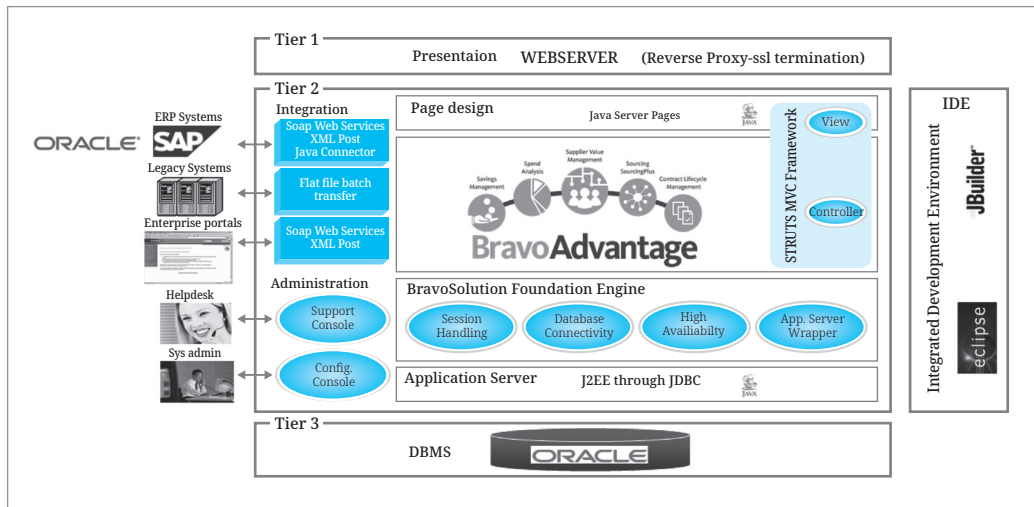 Tier 1
Presentaion WEBSERVER (Reverse Proxy-ssl termination)
Tier 2
Integration
ERP Systems
ORACLE
SAP
Soap Web Services
XML Post
Java Connector
Legacy Systems
Flat file batch
transfer
Enterprise portals
Soap Web Services
XML Post
Administration
Helpdesk
Support
Console
Sys admin
Config.
Console
Page design
Java Server Pages
JAVA
STRUTS MVC Framework
View
Controller
Savings
Management
Spend
Analysis
Supplier Value
Management
Sourcing
SourcingPlus
Contract Lifecycle
Management
BravoAdvantage
BravoSolution Foundation Engine
Session
Handling
Database
Connectivity
High
Availiabilty
App. Server
Wrapper
Application Server J2EE through JDBC
JAVA
Tier 3
DBMS
ORACLE
IDE
Integrated Development Environment
JBuilder
eclipse